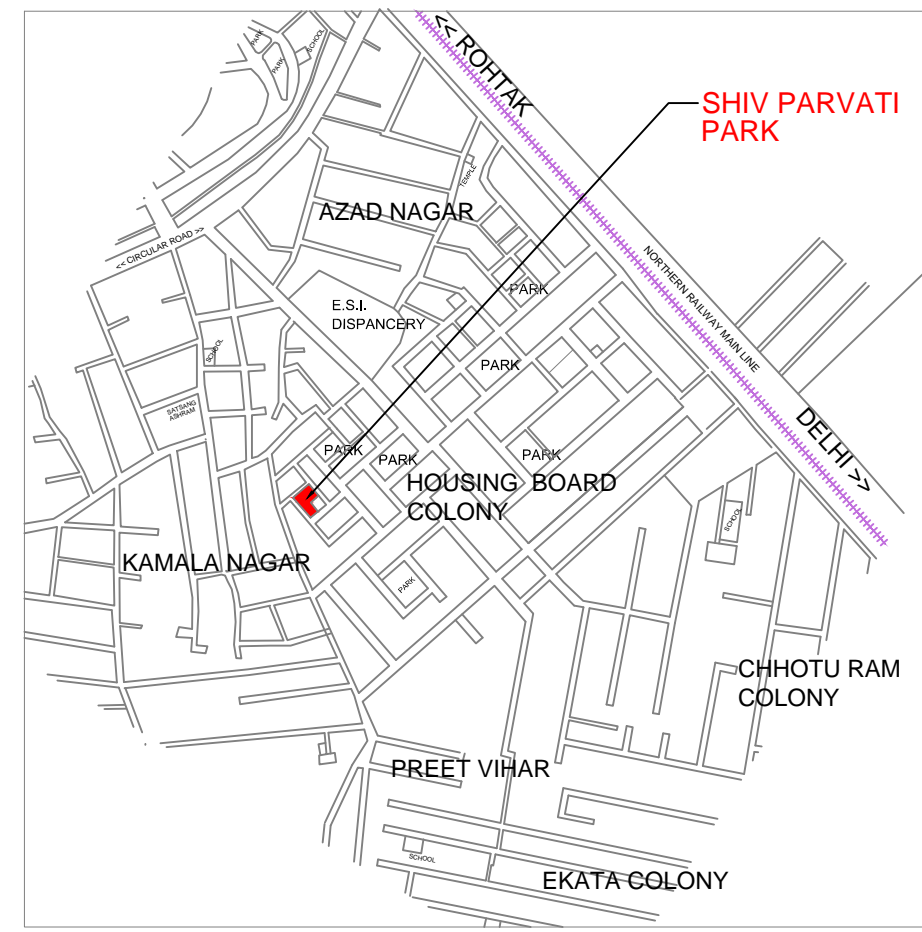 PARK
PARK
SCHOOL
<< ROHTAK
SHIV PARVATI
PARK
TEMPLE
AZAD NAGAR
<< CIRCULAR ROAD >>
NORTHERN RAILWAY MAIN LINE
PARK
E.S.I.
DISPANCERY
SCHOOL
PARK
SATSANG
ASHRAM
DELHI >>
PARK
PARK
PARK
HOUSING BOARD
COLONY
SCHOOL
KAMALA NAGAR
PARK
CHHOTU RAM
COLONY
PREET VIHAR
SCHOOL
EKATA COLONY